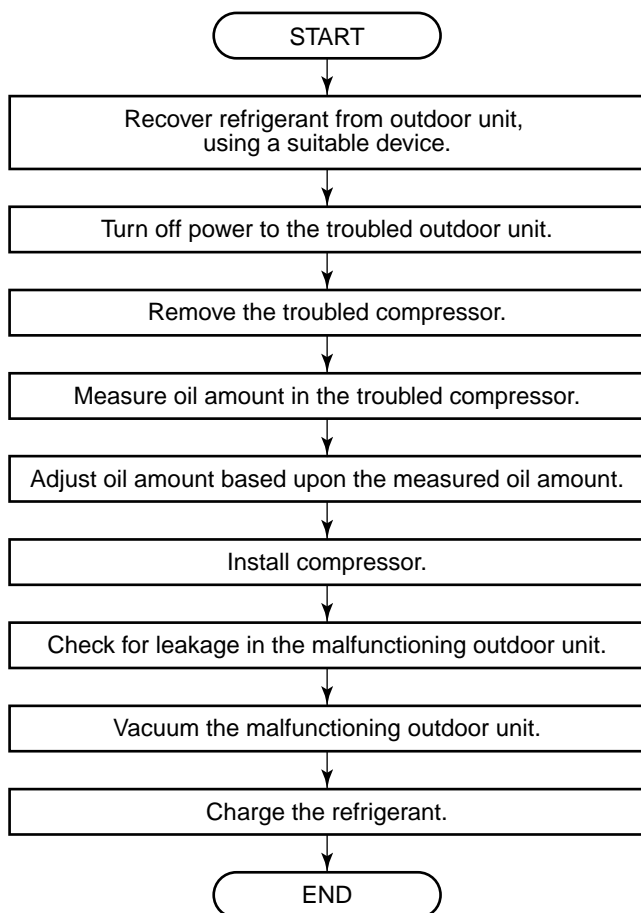 START
Recover refrigerant from outdoor unit,
using a suitable device.
Turn off power to the troubled outdoor unit.
Remove the troubled compressor.
Measure oil amount in the troubled compressor.
Adjust oil amount based upon the measured oil amount.
Install compressor.
Check for leakage in the malfunctioning outdoor unit.
Vacuum the malfunctioning outdoor unit.
Charge the refrigerant.
END